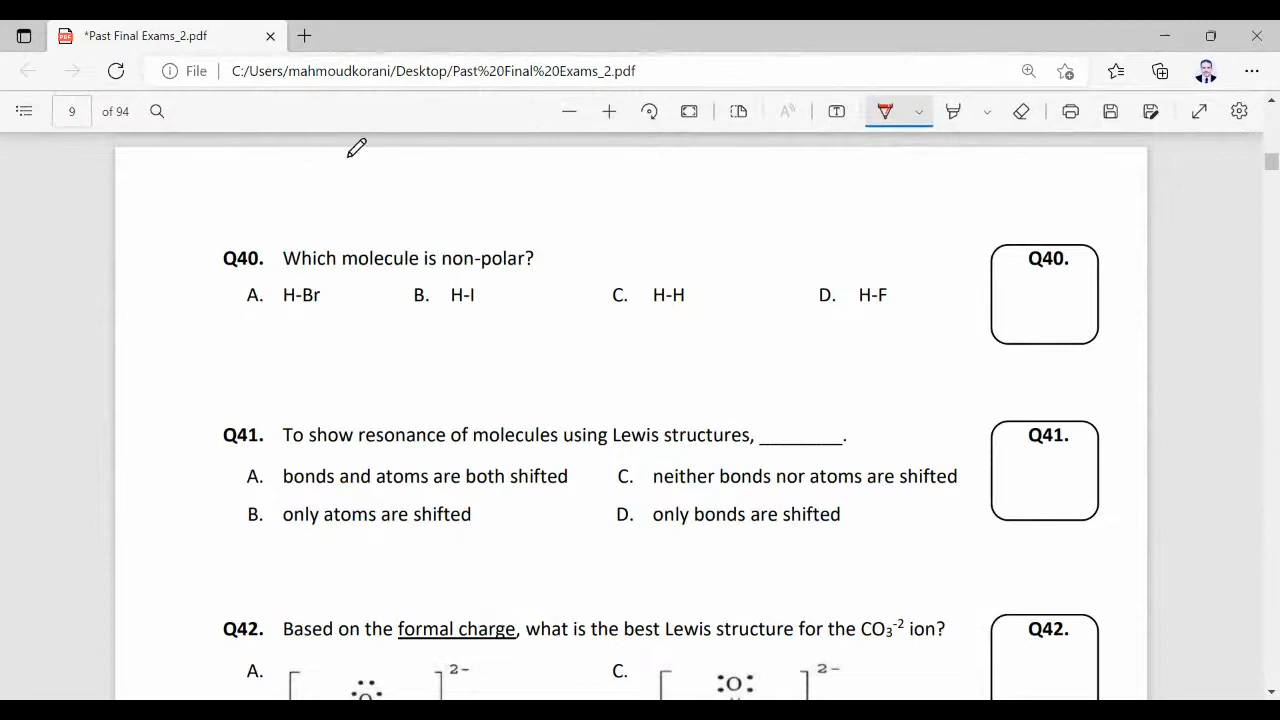 *Past Final Exams_2.pdf
File C:/Users/mahmoudkorani/Desktop/Past%20Final%20Exams_2.pdf
9 of 94
Q40. Which molecule is non-polar? Q40.
A. H-Br B. H-I C. H-H D. H-F
Q41. To show resonance of molecules using Lewis structures, ________. Q41.
A. bonds and atoms are both shifted C. neither bonds nor atoms are shifted
B. only atoms are shifted D. only bonds are shifted
Q42. Based on the formal charge, what is the best Lewis structure for the CO₃⁻² ion? Q42.
A. 2− C. 2−
:O: